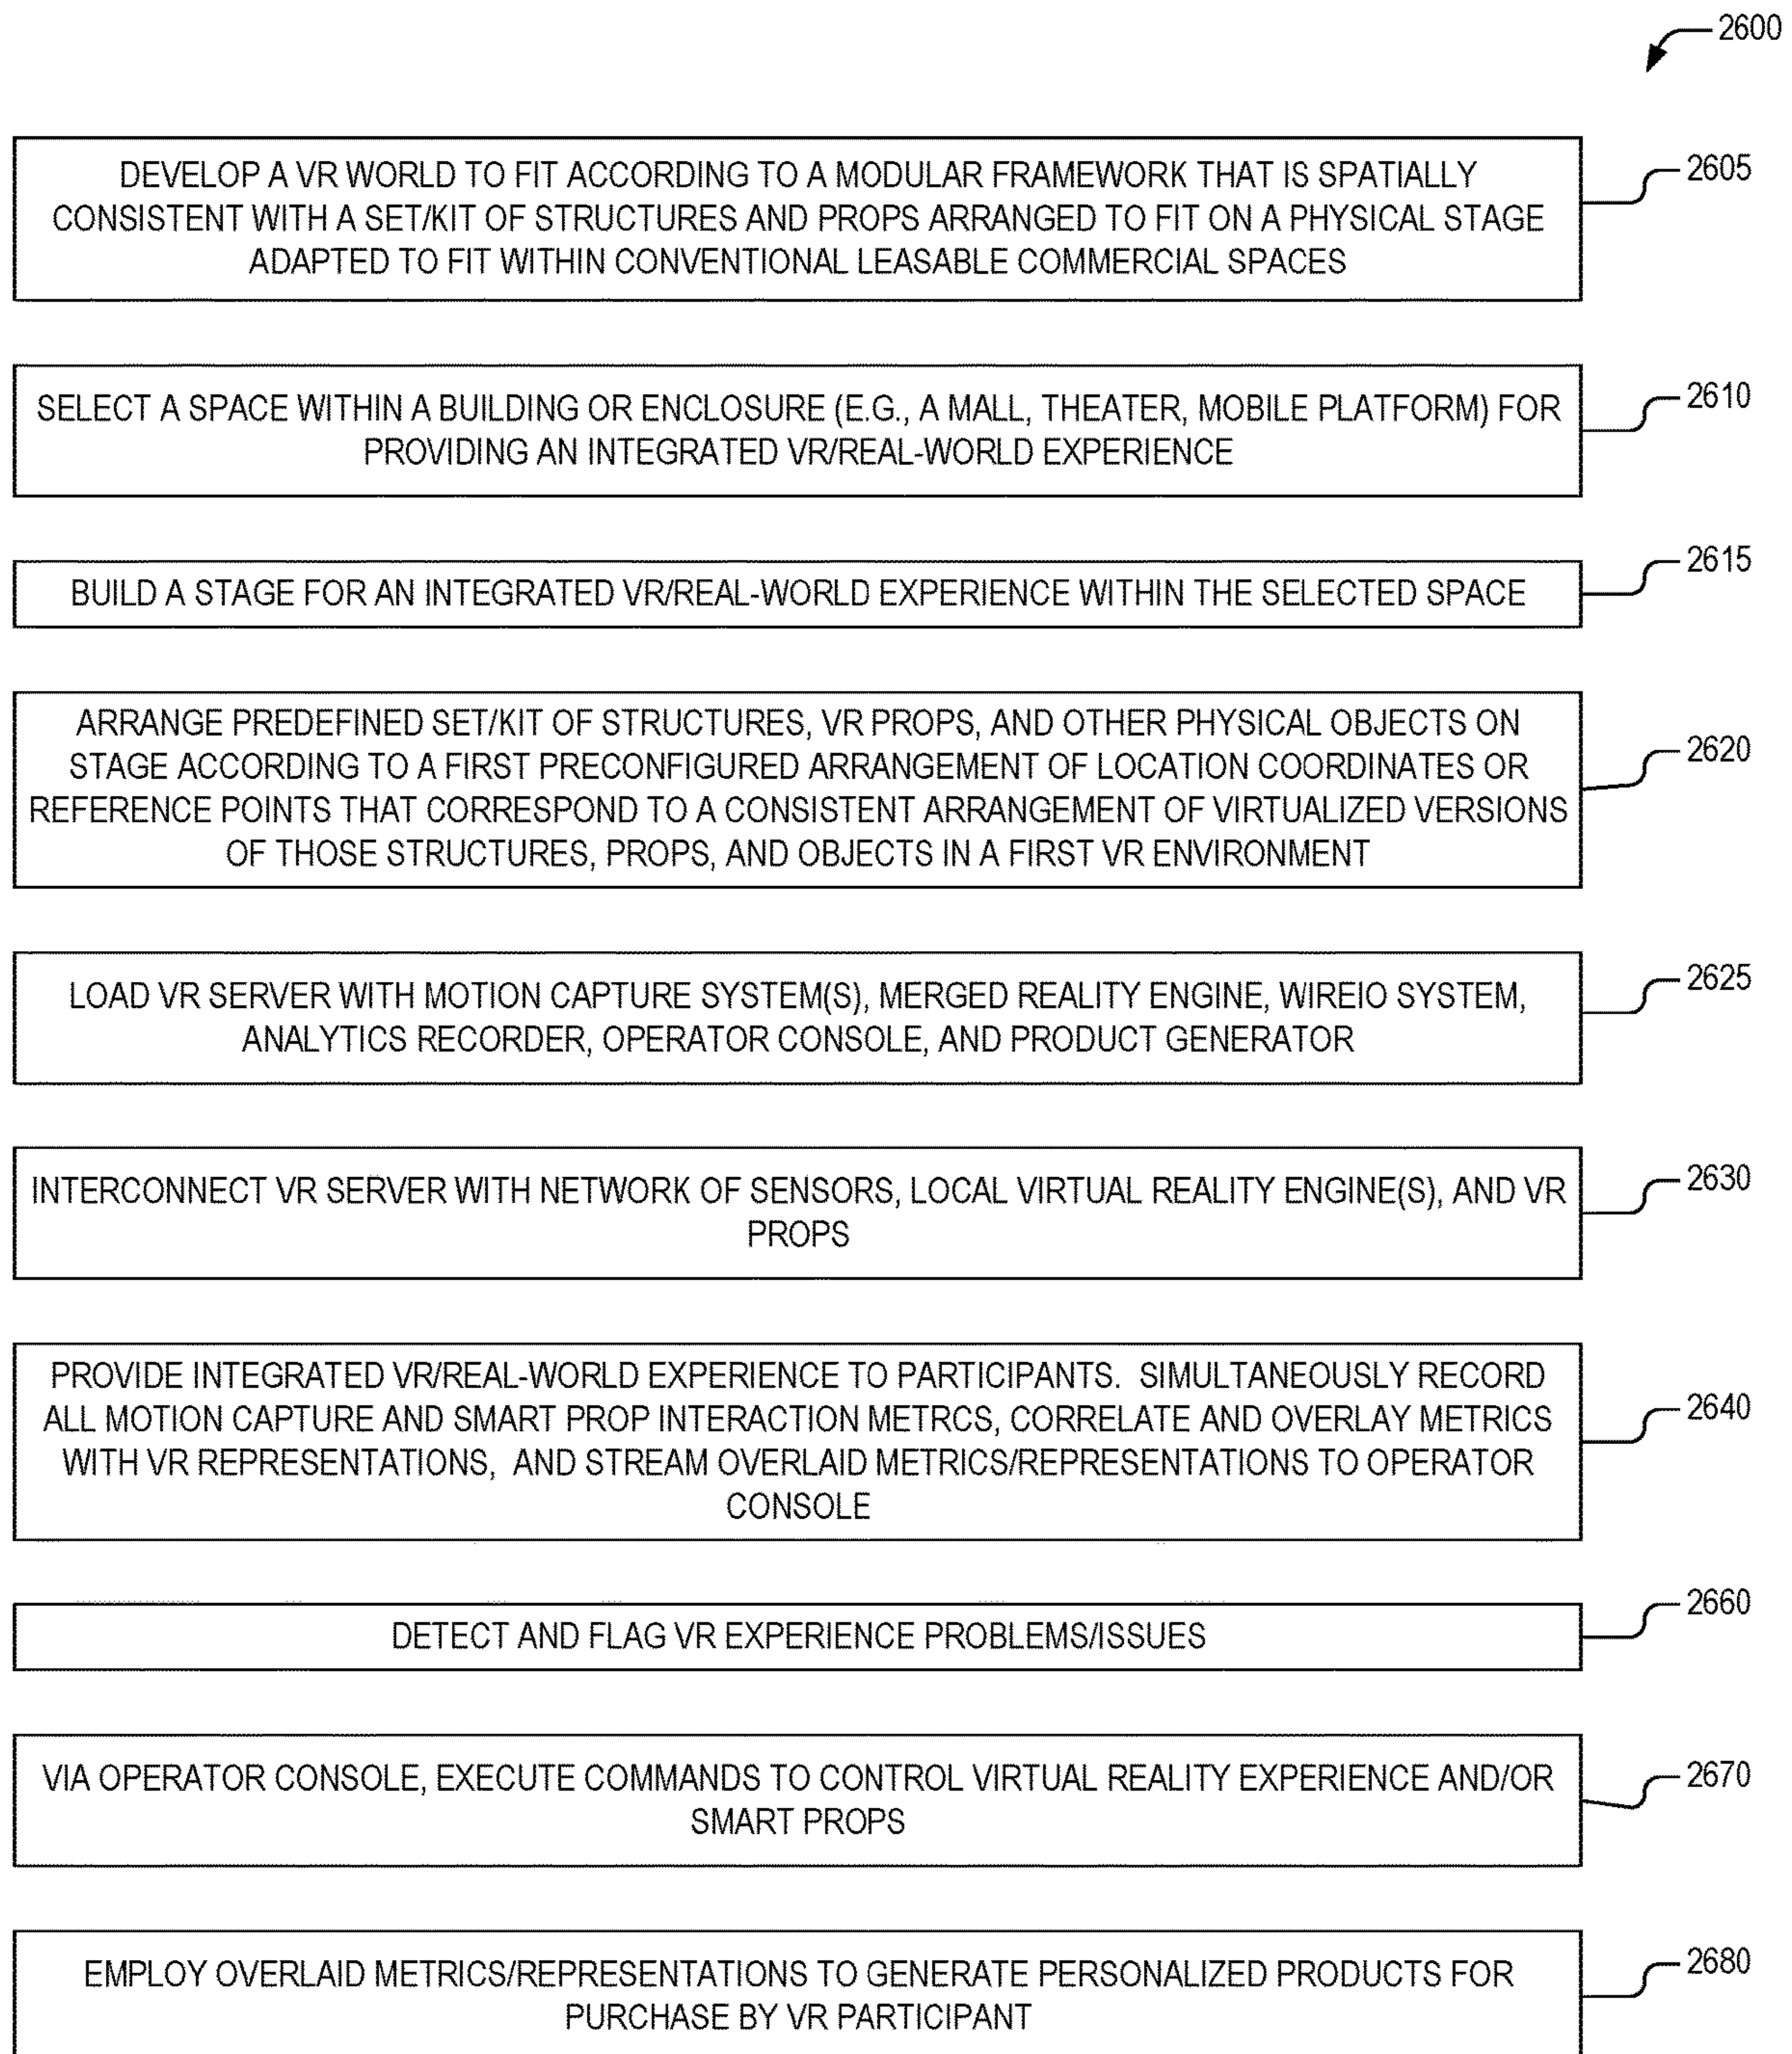 2600
DEVELOP A VR WORLD TO FIT ACCORDING TO A MODULAR FRAMEWORK THAT IS SPATIALLY
CONSISTENT WITH A SET/KIT OF STRUCTURES AND PROPS ARRANGED TO FIT ON A PHYSICAL STAGE
ADAPTED TO FIT WITHIN CONVENTIONAL LEASABLE COMMERCIAL SPACES
2605
SELECT A SPACE WITHIN A BUILDING OR ENCLOSURE (E.G., A MALL, THEATER, MOBILE PLATFORM) FOR
PROVIDING AN INTEGRATED VR/REAL-WORLD EXPERIENCE
2610
BUILD A STAGE FOR AN INTEGRATED VR/REAL-WORLD EXPERIENCE WITHIN THE SELECTED SPACE
2615
ARRANGE PREDEFINED SET/KIT OF STRUCTURES, VR PROPS, AND OTHER PHYSICAL OBJECTS ON
STAGE ACCORDING TO A FIRST PRECONFIGURED ARRANGEMENT OF LOCATION COORDINATES OR
REFERENCE POINTS THAT CORRESPOND TO A CONSISTENT ARRANGEMENT OF VIRTUALIZED VERSIONS
OF THOSE STRUCTURES, PROPS, AND OBJECTS IN A FIRST VR ENVIRONMENT
2620
LOAD VR SERVER WITH MOTION CAPTURE SYSTEM(S), MERGED REALITY ENGINE, WIREIO SYSTEM,
ANALYTICS RECORDER, OPERATOR CONSOLE, AND PRODUCT GENERATOR
2625
INTERCONNECT VR SERVER WITH NETWORK OF SENSORS, LOCAL VIRTUAL REALITY ENGINE(S), AND VR
PROPS
2630
PROVIDE INTEGRATED VR/REAL-WORLD EXPERIENCE TO PARTICIPANTS. SIMULTANEOUSLY RECORD
ALL MOTION CAPTURE AND SMART PROP INTERACTION METRCS, CORRELATE AND OVERLAY METRICS
WITH VR REPRESENTATIONS, AND STREAM OVERLAID METRICS/REPRESENTATIONS TO OPERATOR
CONSOLE
2640
DETECT AND FLAG VR EXPERIENCE PROBLEMS/ISSUES
2660
VIA OPERATOR CONSOLE, EXECUTE COMMANDS TO CONTROL VIRTUAL REALITY EXPERIENCE AND/OR
SMART PROPS
2670
EMPLOY OVERLAID METRICS/REPRESENTATIONS TO GENERATE PERSONALIZED PRODUCTS FOR
PURCHASE BY VR PARTICIPANT
2680